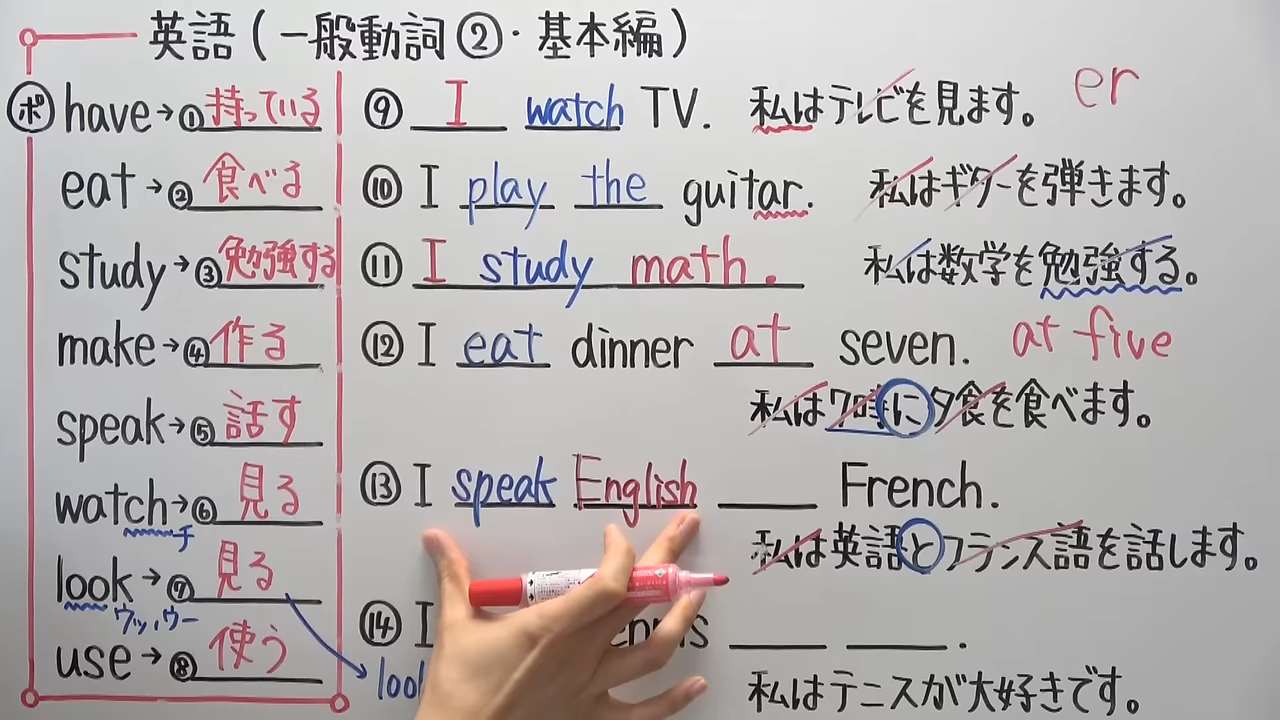 英語(一般動詞②・基本編)
ポ have→①持っている
eat→②食べる
study→③勉強する
make→④作る
speak→⑤話す
watch→⑥見る
チ
look→⑦見る
ウッ,ウー
use→⑧使う
⑨ I watch TV. 私はテレビを見ます。 er
⑩ I play the guitar. 私はギターを弾きます。
⑪ I study math. 私は数学を勉強する。
⑫ I eat dinner at seven. at five
私は7時に夕食を食べます。
⑬ I speak English ____ French.
私は英語とフランス語を話します。
⑭ I ____ ____ .
私はテニスが大好きです。